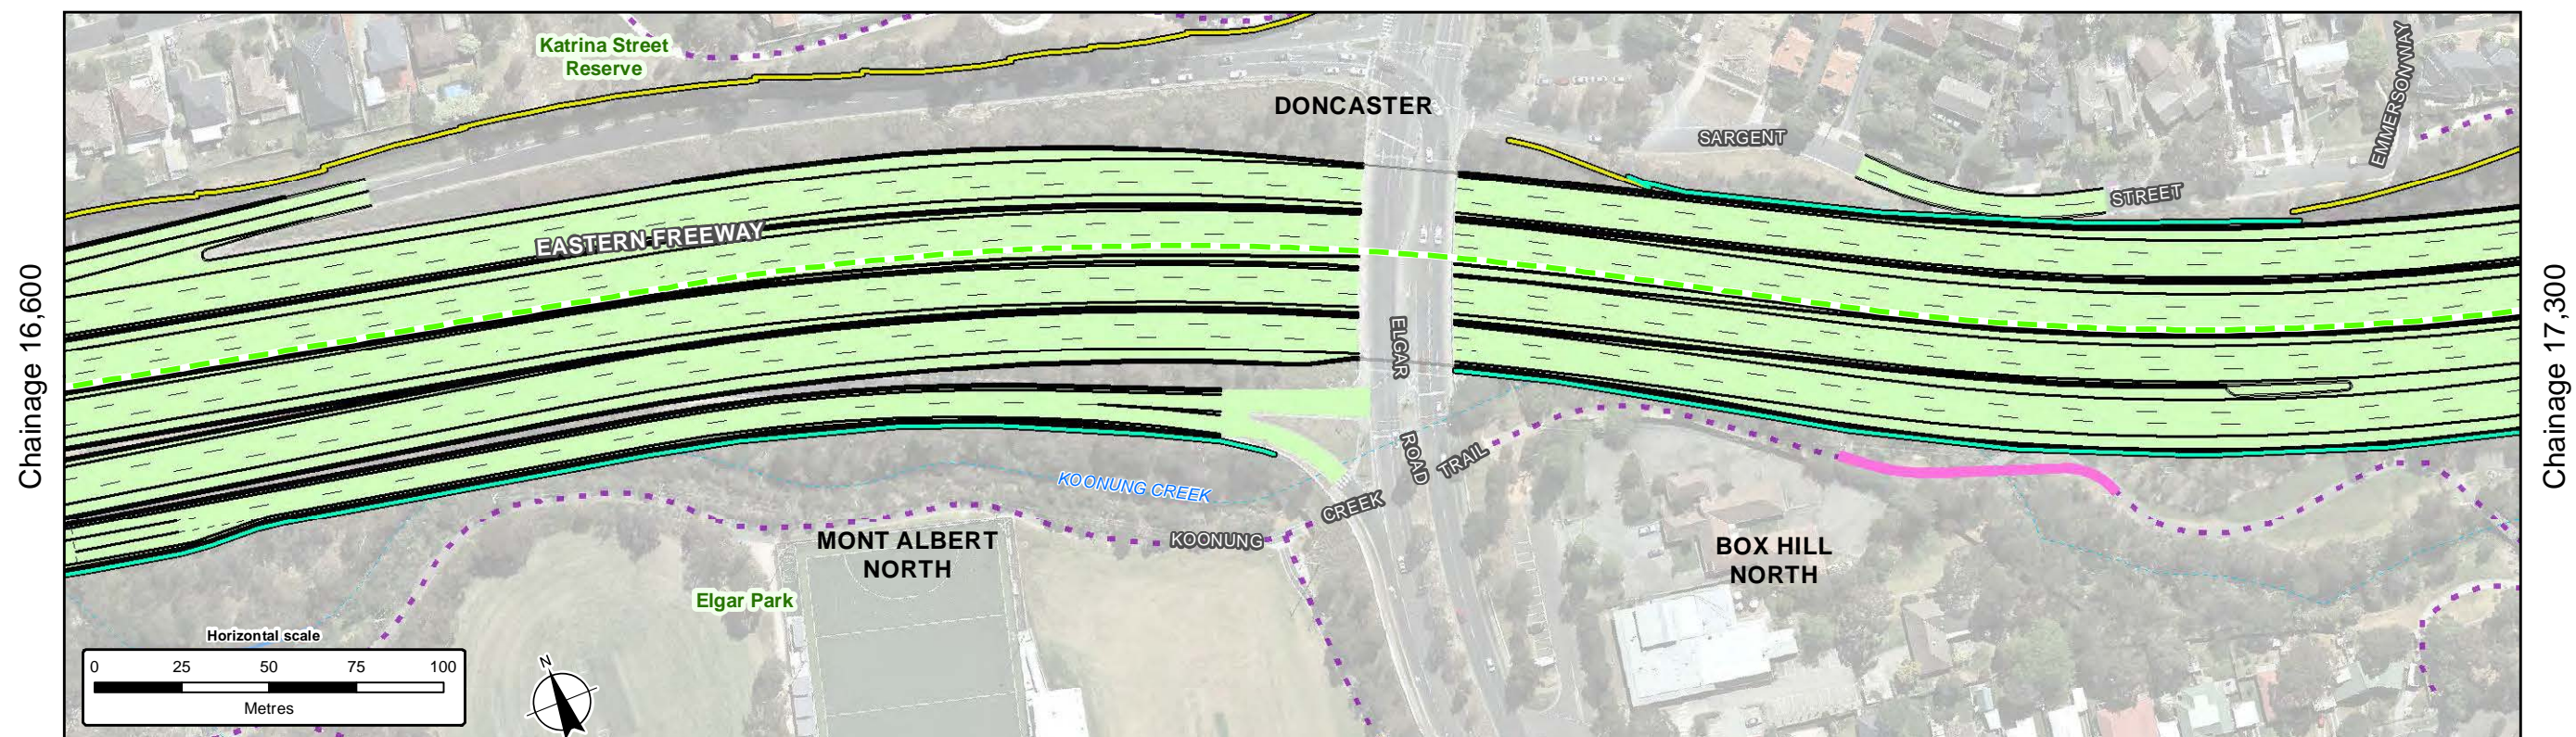 Katrina Street
Reserve
DONCASTER
SARGENT
STREET
EMMERSON WAY
EASTERN FREEWAY
Chainage 16,600
Chainage 17,300
ELGAR
ROAD
KOONUNG CREEK
KOONUNG
CREEK
TRAIL
MONT ALBERT
NORTH
BOX HILL
NORTH
Elgar Park
Horizontal scale
0 25 50 75 100
Metres
N